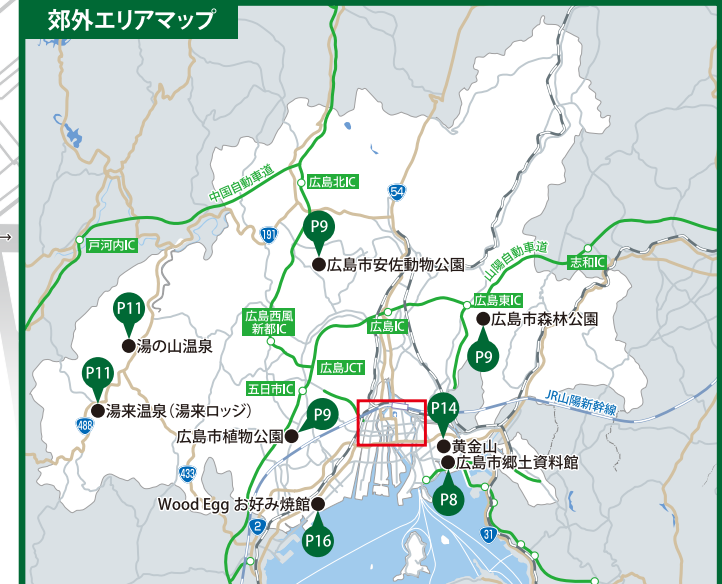 郊外エリアマップ
中国自動車道
広島北IC
54
191
P9
戸河内IC
広島市安佐動物公園
山陽自動車道
志和IC
P11
湯の山温泉
広島西風
新都IC
広島IC
広島東IC
広島市森林公園
P9
P11
広島JCT
五日市IC
湯来温泉（湯来ロッジ）
488
P9
広島市植物公園
P14
JR山陽新幹線
黄金山
広島市郷土資料館
P8
433
Wood Egg お好み焼館
P16
2
31
→